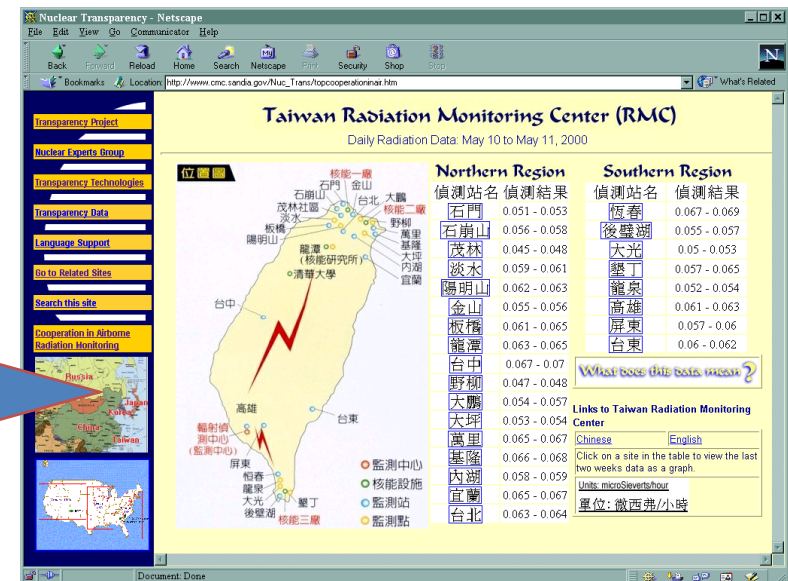 Nuclear Transparency - Netscape
File Edit View Go Communicator Help
Back Forward Reload Home Search Netscape Print Security Shop Stop
Bookmarks Location: http://www.cmc.sandia.gov/Nuc_Trans/topcooperationinair.htm What's Related
Transparency Project
Nuclear Experts Group
Transparency Technologies
Transparency Data
Language Support
Go to Related Sites
Search this site
Cooperation in Airborne
Radiation Monitoring
Russia
Japan
Korea
China
Taiwan
Taiwan Radiation Monitoring Center (RMC)
Daily Radiation Data: May 10 to May 11, 2000
位置圖
核能一廠
石門 金山
石崩山 台北 大鵬
茂林社區 核能二廠
淡水 野柳
板橋 萬里
陽明山 基隆
龍潭 大坪
(核能研究所) 內湖
清華大學 宜蘭
台中
高雄
台東
輻射偵
測中心
(監測中心)
屏東
恒春
龍泉
大光 墾丁
後壁湖
核能三廠
監測中心
核能設施
監測站
監測點
Northern Region
偵測站名 偵測結果
石門 0.051 - 0.053
石崩山 0.056 - 0.058
茂林 0.045 - 0.048
淡水 0.059 - 0.061
陽明山 0.062 - 0.063
金山 0.055 - 0.056
板橋 0.061 - 0.065
龍潭 0.063 - 0.065
台中 0.067 - 0.07
野柳 0.047 - 0.048
大鵬 0.054 - 0.057
大坪 0.053 - 0.054
萬里 0.065 - 0.067
基隆 0.066 - 0.068
內湖 0.058 - 0.059
宜蘭 0.065 - 0.067
台北 0.063 - 0.064
Southern Region
偵測站名 偵測結果
恆春 0.067 - 0.069
後壁湖 0.055 - 0.057
大光 0.05 - 0.053
墾丁 0.057 - 0.065
龍泉 0.052 - 0.054
高雄 0.061 - 0.063
屏東 0.057 - 0.06
台東 0.06 - 0.062
What does this data mean?
Links to Taiwan Radiation Monitoring
Center
Chinese English
Click on a site in the table to view the last
two weeks data as a graph.
Units: microSieverts/hour
單位: 微西弗/小時
Document: Done